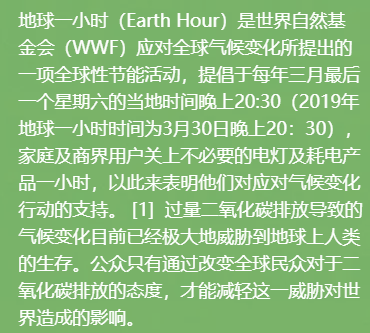 地球一小时（Earth Hour）是世界自然基
金会（WWF）应对全球气候变化所提出的
一项全球性节能活动，提倡于每年三月最后
一个星期六的当地时间晚上20:30（2019年
地球一小时时间为3月30日晚上20：30），
家庭及商界用户关上不必要的电灯及耗电产
品一小时，以此来表明他们对应对气候变化
行动的支持。 [1]  过量二氧化碳排放导致的
气候变化目前已经极大地威胁到地球上人类
的生存。公众只有通过改变全球民众对于二
氧化碳排放的态度，才能减轻这一威胁对世
界造成的影响。